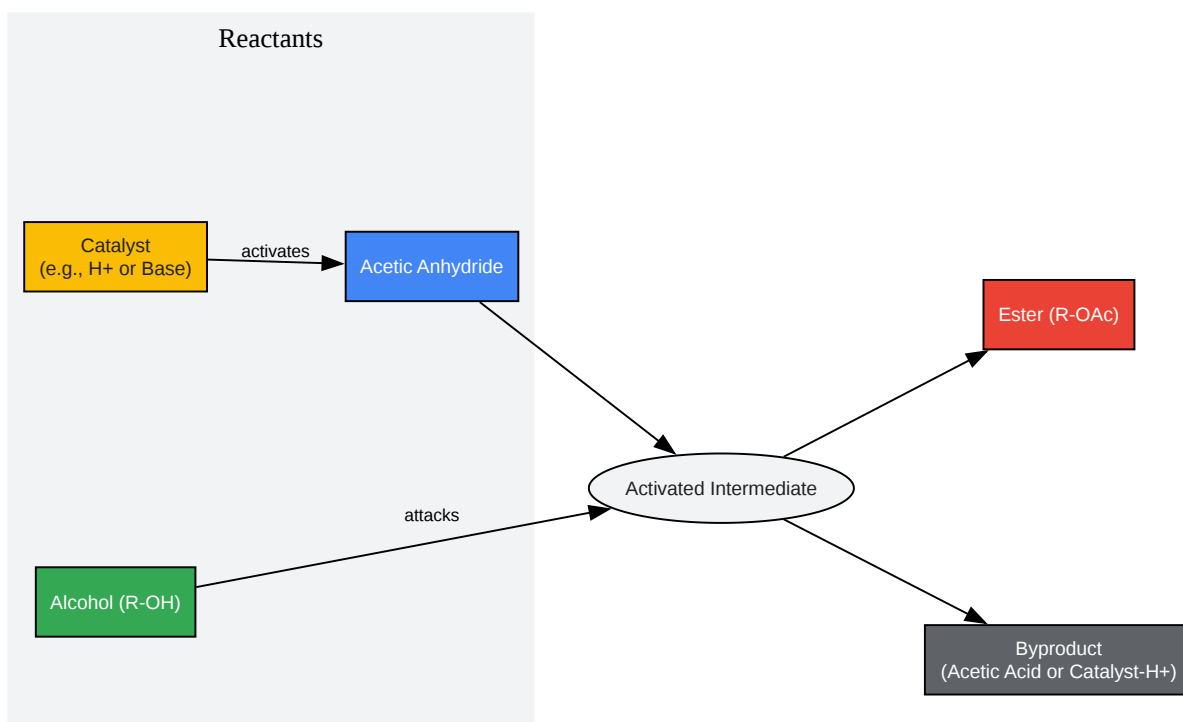 Reactants
Catalyst
(e.g., H+ or Base)
activates
Acetic Anhydride
Ester (R-OAc)
Activated Intermediate
attacks
Alcohol (R-OH)
Byproduct
(Acetic Acid or Catalyst-H+)